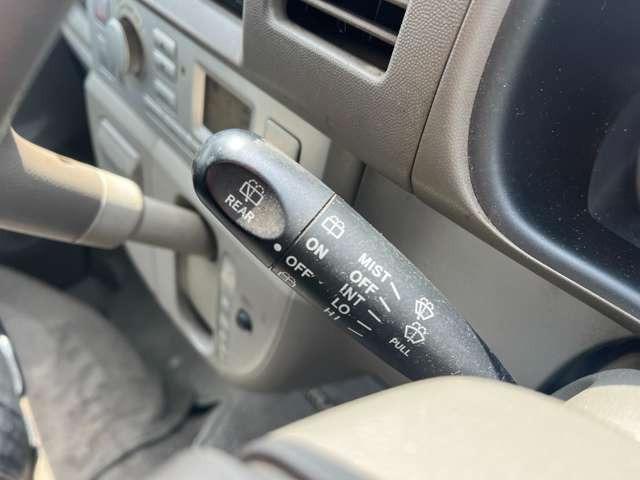 REAR
ON
OFF
MIST
OFF
INT
LO
HI
PULL